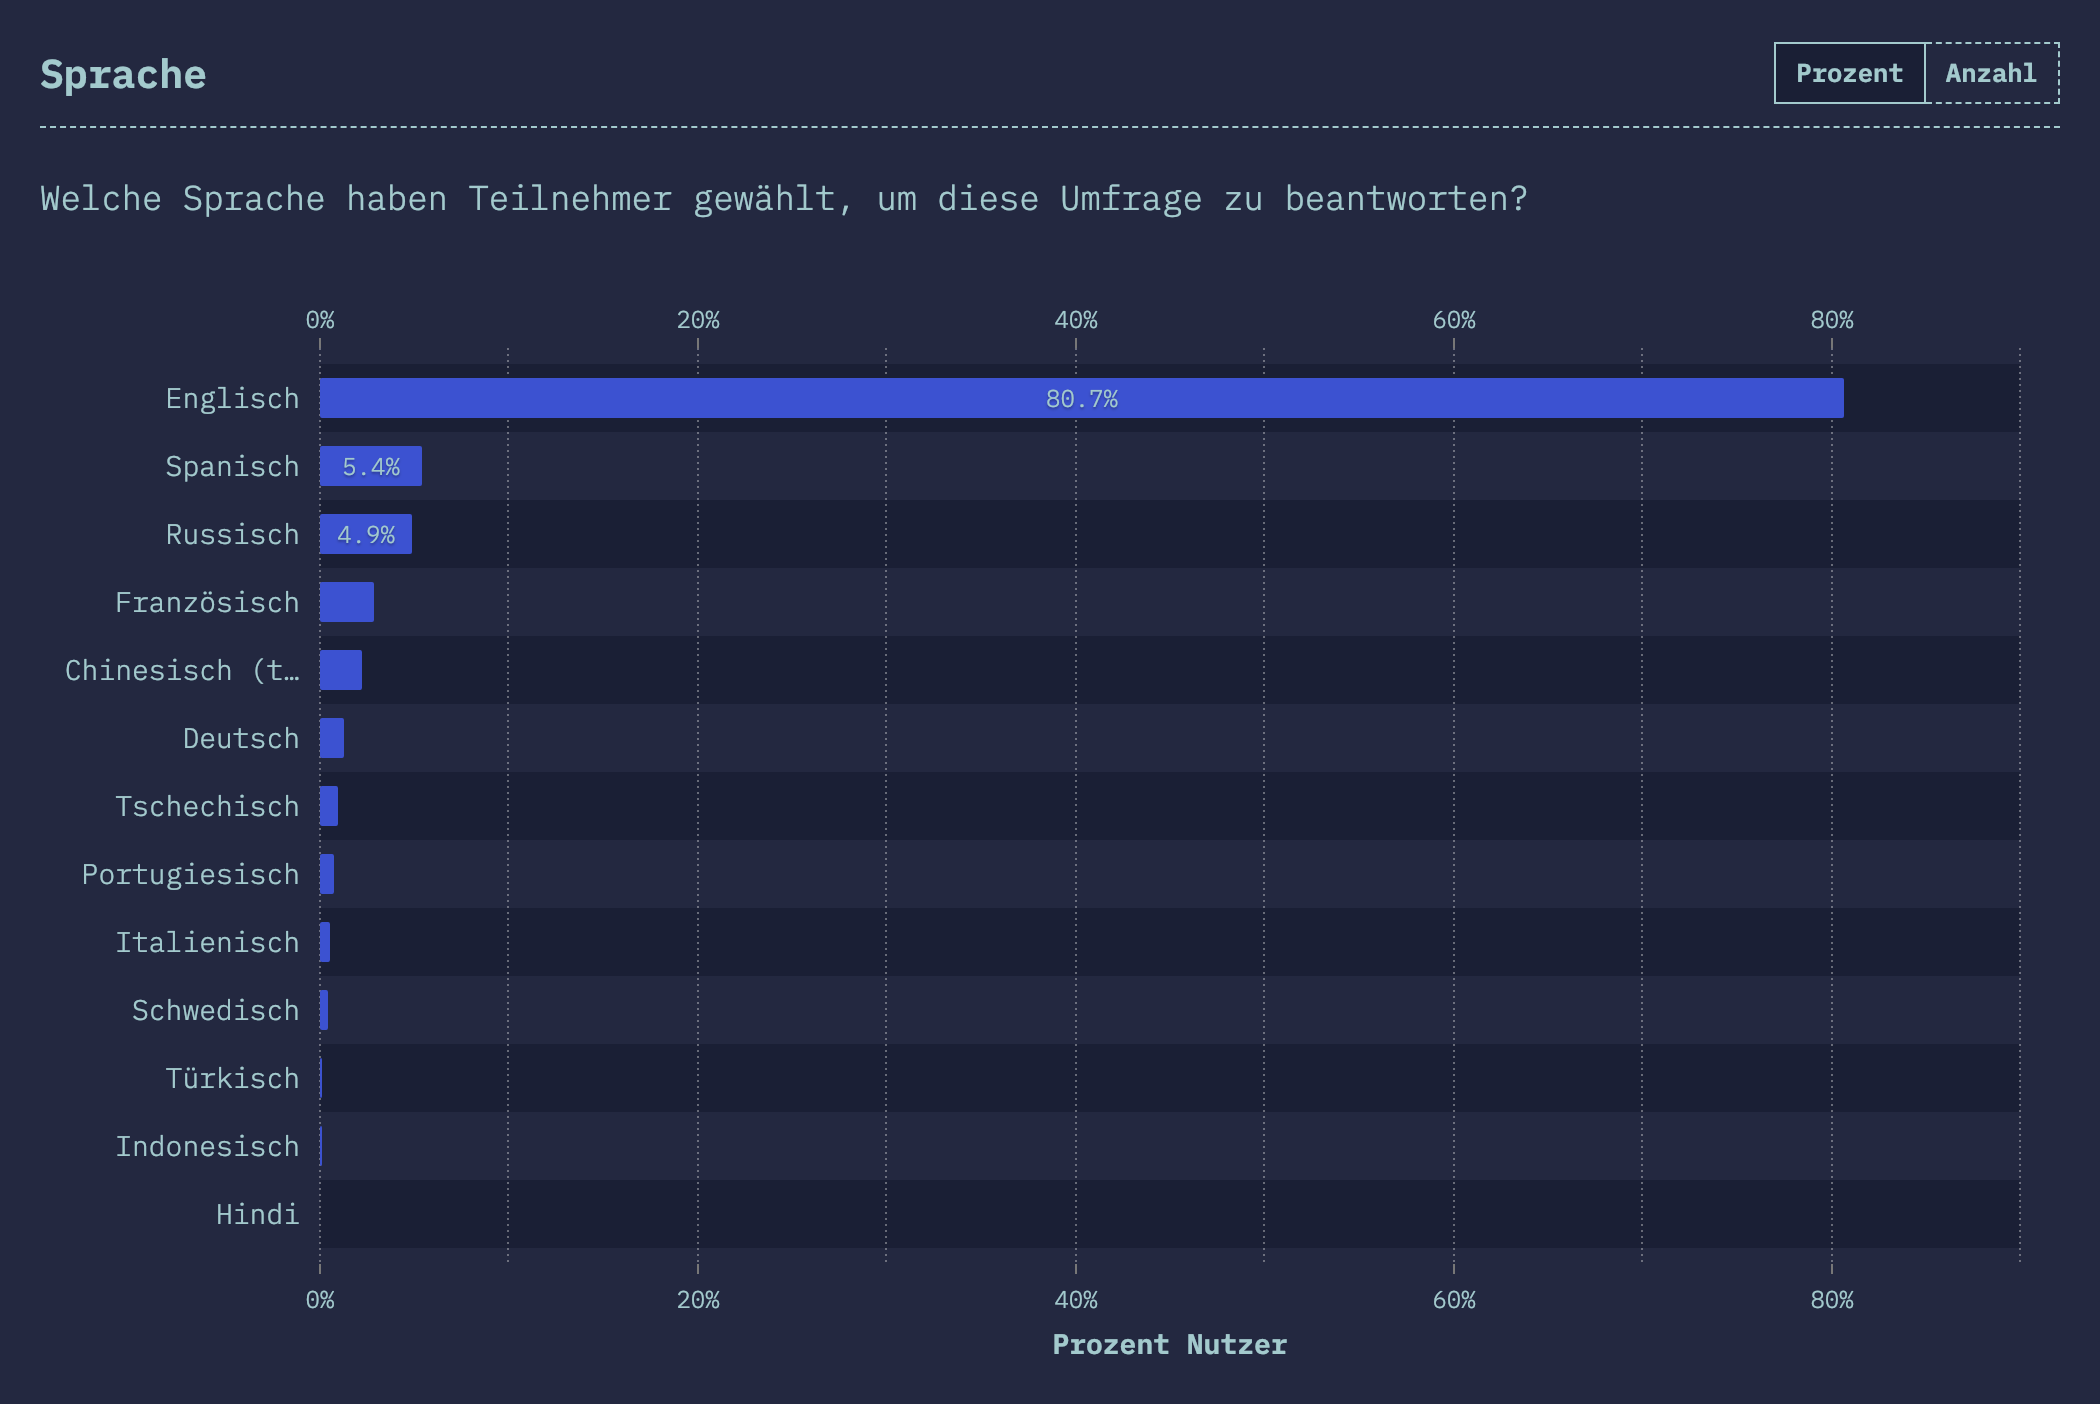 Sprache
Prozent Anzahl
Welche Sprache haben Teilnehmer gewählt, um diese Umfrage zu beantworten?
0% 20% 40% 60% 80%
Englisch 80.7%
Spanisch 5.4%
Russisch 4.9%
Französisch
Chinesisch (t…
Deutsch
Tschechisch
Portugiesisch
Italienisch
Schwedisch
Türkisch
Indonesisch
Hindi
0% 20% 40% 60% 80%
Prozent Nutzer